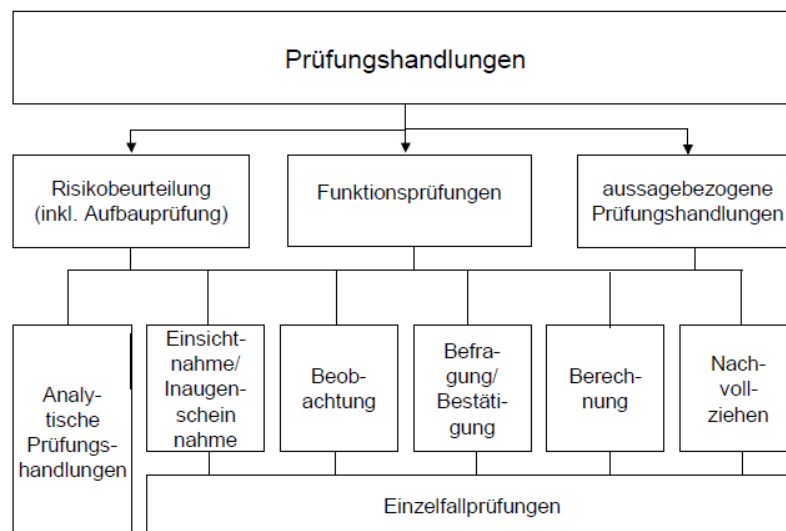 Prüfungshandlungen
Risikobeurteilung
(inkl. Aufbauprüfung)
Funktionsprüfungen
aussagebezogene
Prüfungshandlungen
Analy-
tische
Prüfungs-
handlungen
Einsicht-
nahme/
Inaugen-
schein
nahme
Beob-
achtung
Befra-
gung/
Bestäti-
gung
Berech-
nung
Nach-
voll-
ziehen
Einzelfallprüfungen